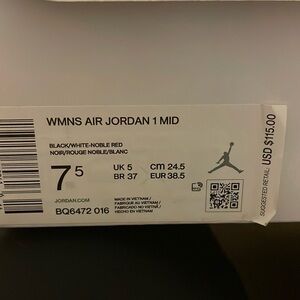 WMNS AIR JORDAN 1 MID
BLACK/WHITE-NOBLE RED
NOIR/ROUGE NOBLE/BLANC
7.5
UK 5
cm 24.5
BR 37
EUR 38.5
JORDAN.COM
BQ6472 016
MADE IN VIETNAM /
FABRIQUÉ AU VIETNAM /
FABRICADO NO VIETNÃ /
HECHO EN VIETNAM
SUGGESTED RETAIL: USD $115.00